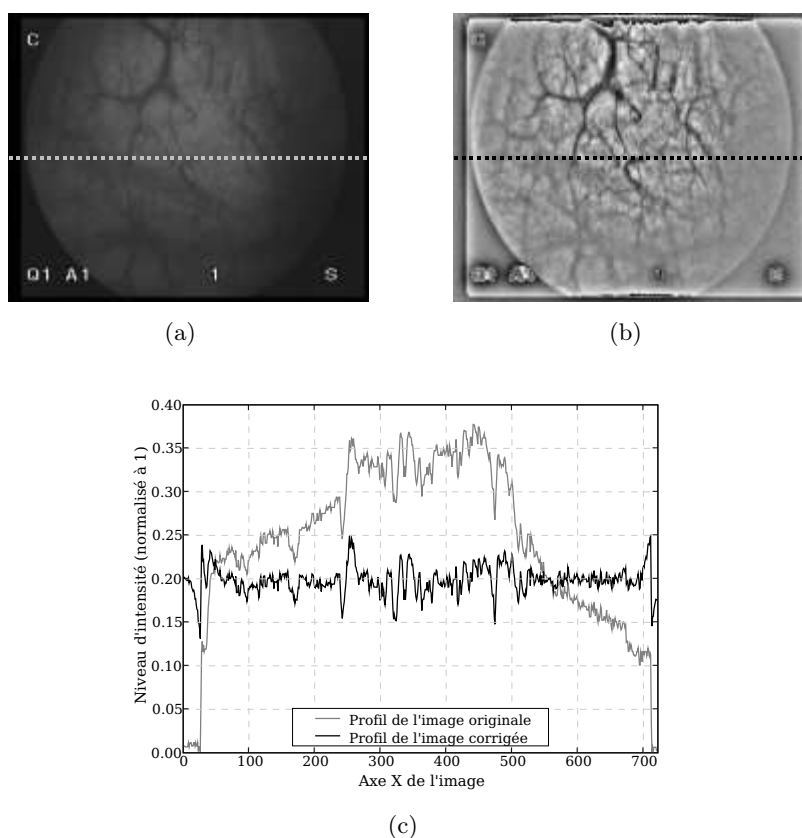 C
Q1 A1 1 S
(a) (b)
0.40
0.35
0.30
0.25
0.20
0.15
0.10
0.05
0.00
Niveau d'intensité (normalisé à 1)
Profil de l'image originale
Profil de l'image corrigée
0 100 200 300 400 500 600 700
Axe X de l'image
(c)